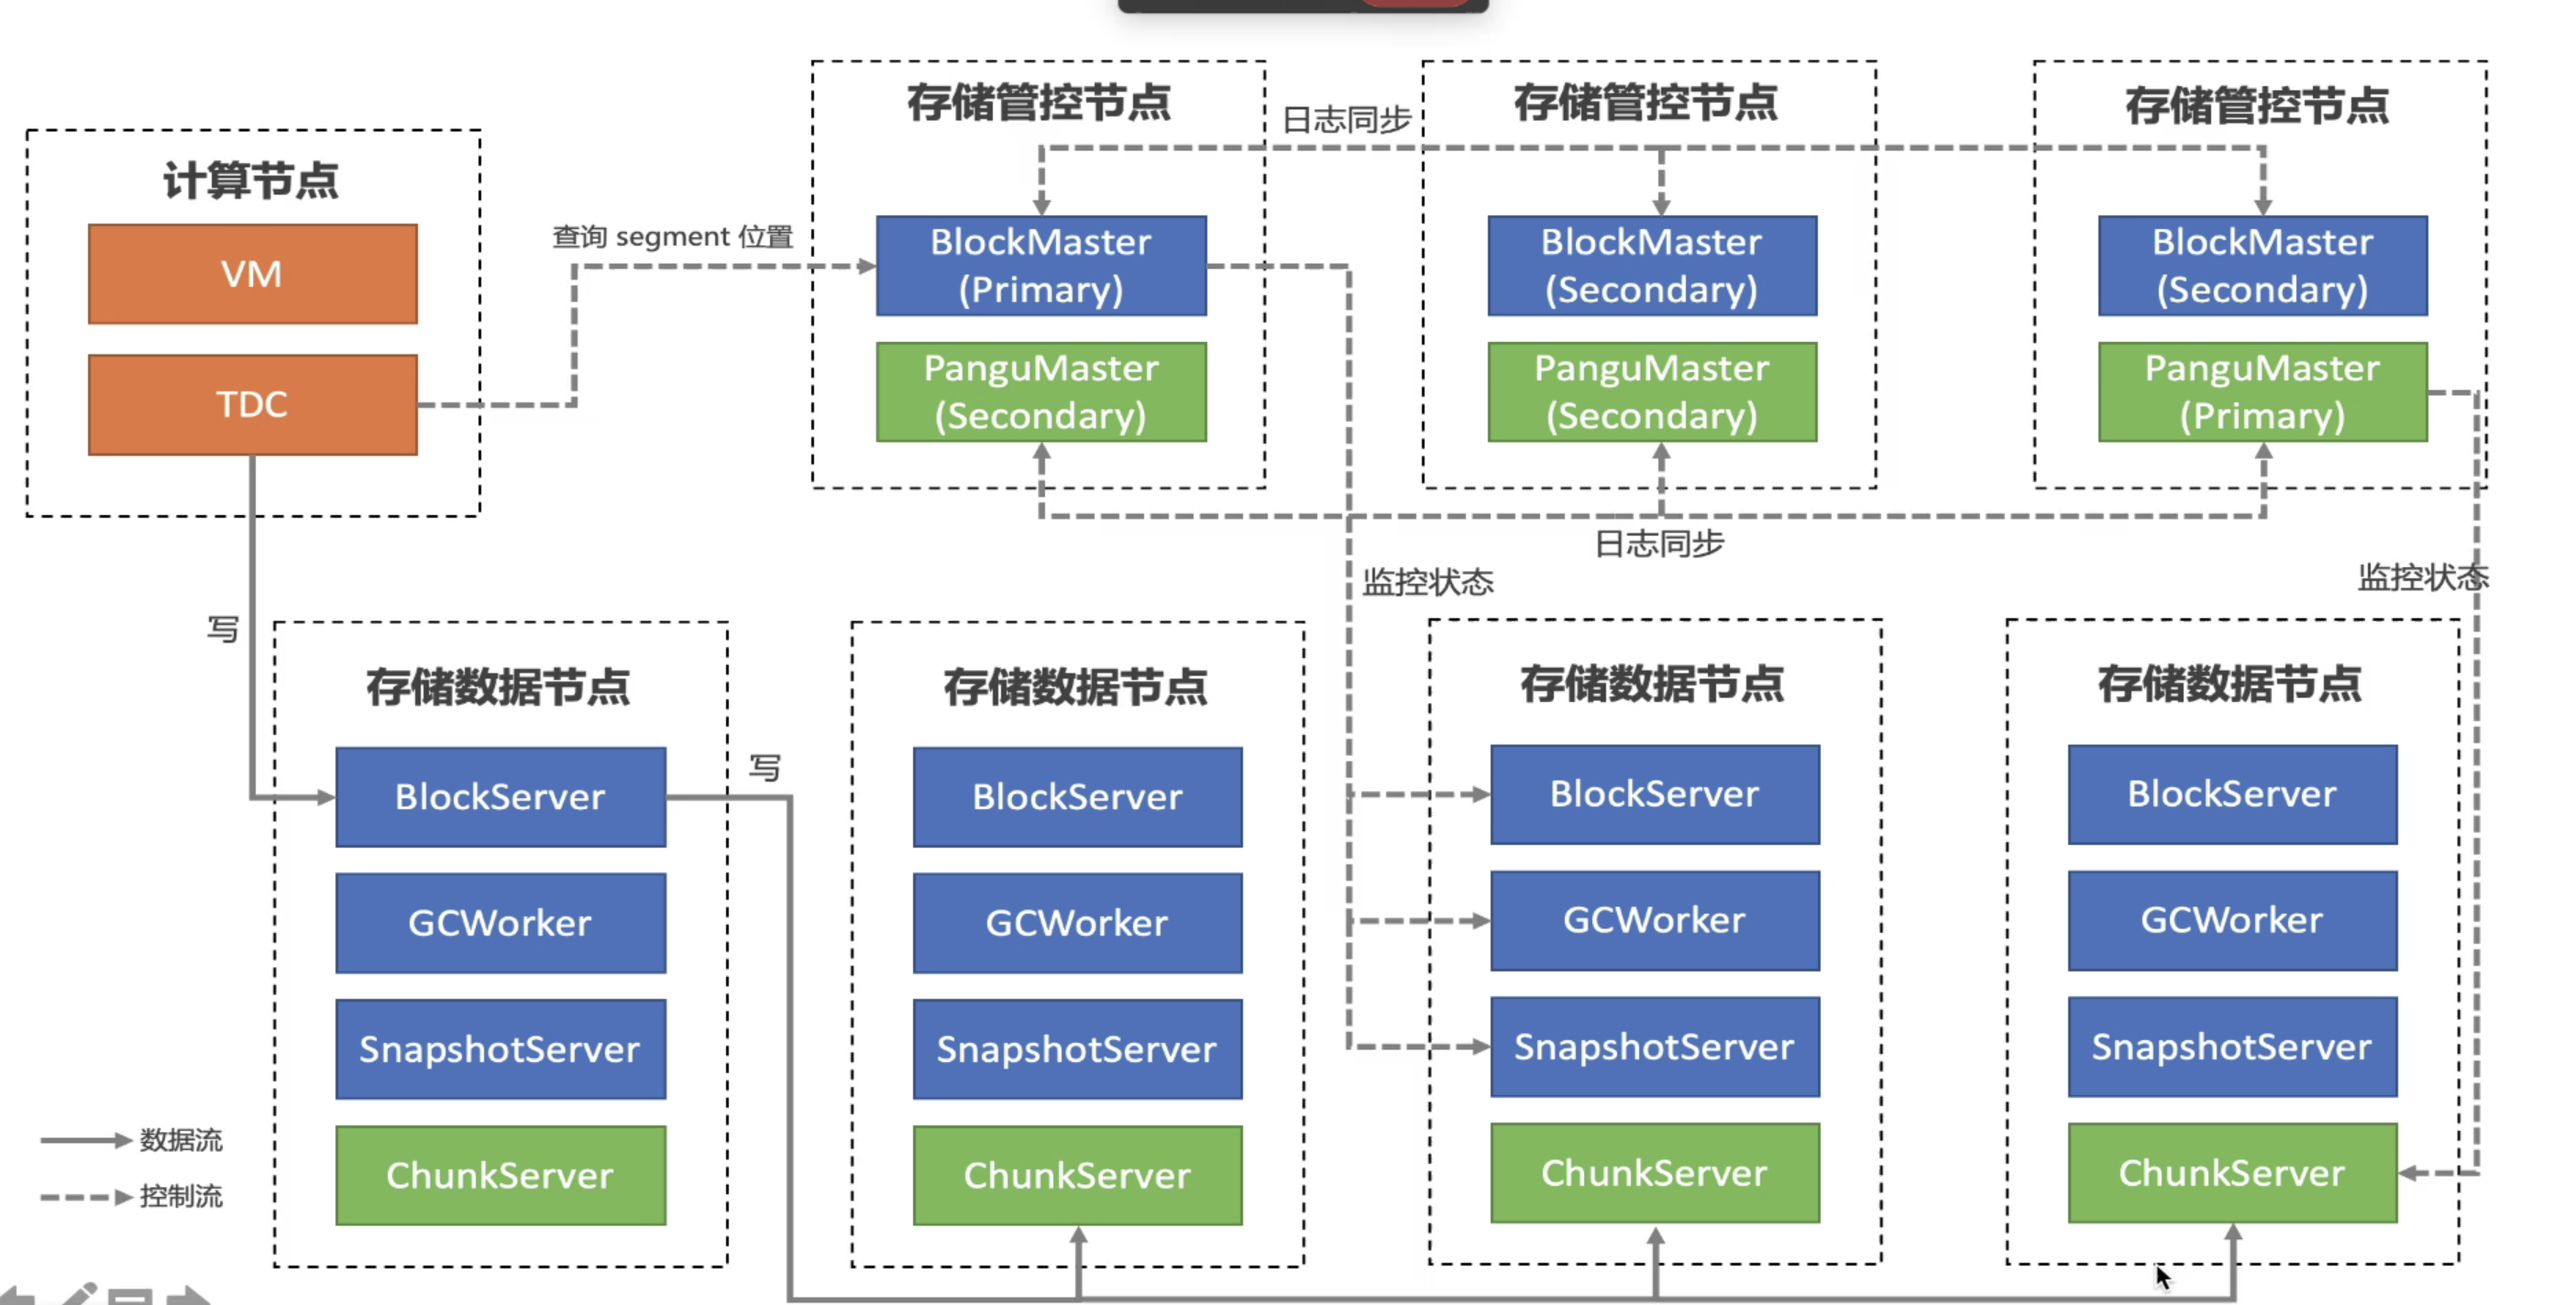 计算节点
VM
TDC
查询 segment 位置
存储管控节点
BlockMaster
(Primary)
PanguMaster
(Secondary)
日志同步
存储管控节点
BlockMaster
(Secondary)
PanguMaster
(Secondary)
存储管控节点
BlockMaster
(Secondary)
PanguMaster
(Primary)
日志同步
监控状态
监控状态
写
存储数据节点
BlockServer
GCWorker
SnapshotServer
ChunkServer
写
存储数据节点
BlockServer
GCWorker
SnapshotServer
ChunkServer
存储数据节点
BlockServer
GCWorker
SnapshotServer
ChunkServer
存储数据节点
BlockServer
GCWorker
SnapshotServer
ChunkServer
数据流
控制流